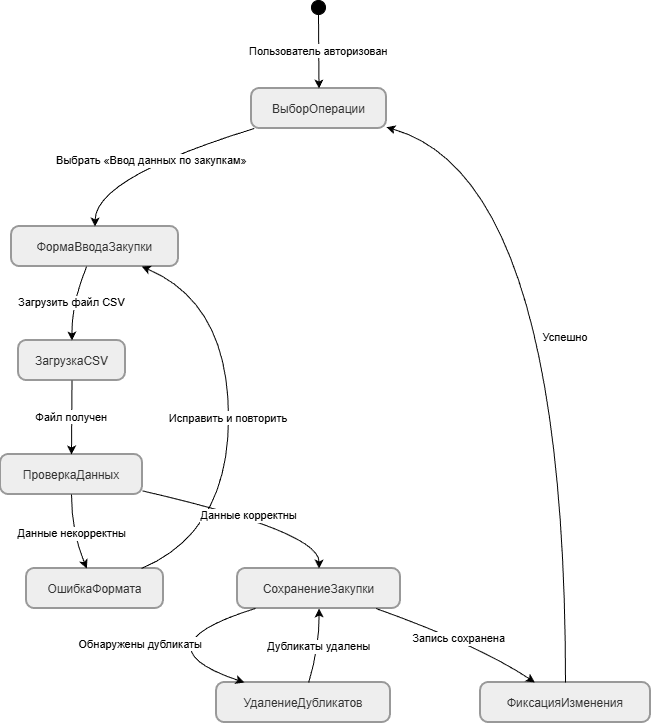 Пользователь авторизован
ВыборОперации
Выбрать «Ввод данных по закупкам»
ФормаВводаЗакупки
Загрузить файл CSV
Успешно
ЗагрузкаCSV
Файл получен
Исправить и повторить
ПроверкаДанных
Данные корректны
Данные некорректны
ОшибкаФормата
СохранениеЗакупки
Обнаружены дубликаты
Дубликаты удалены
Запись сохранена
УдалениеДубликатов
ФиксацияИзменения